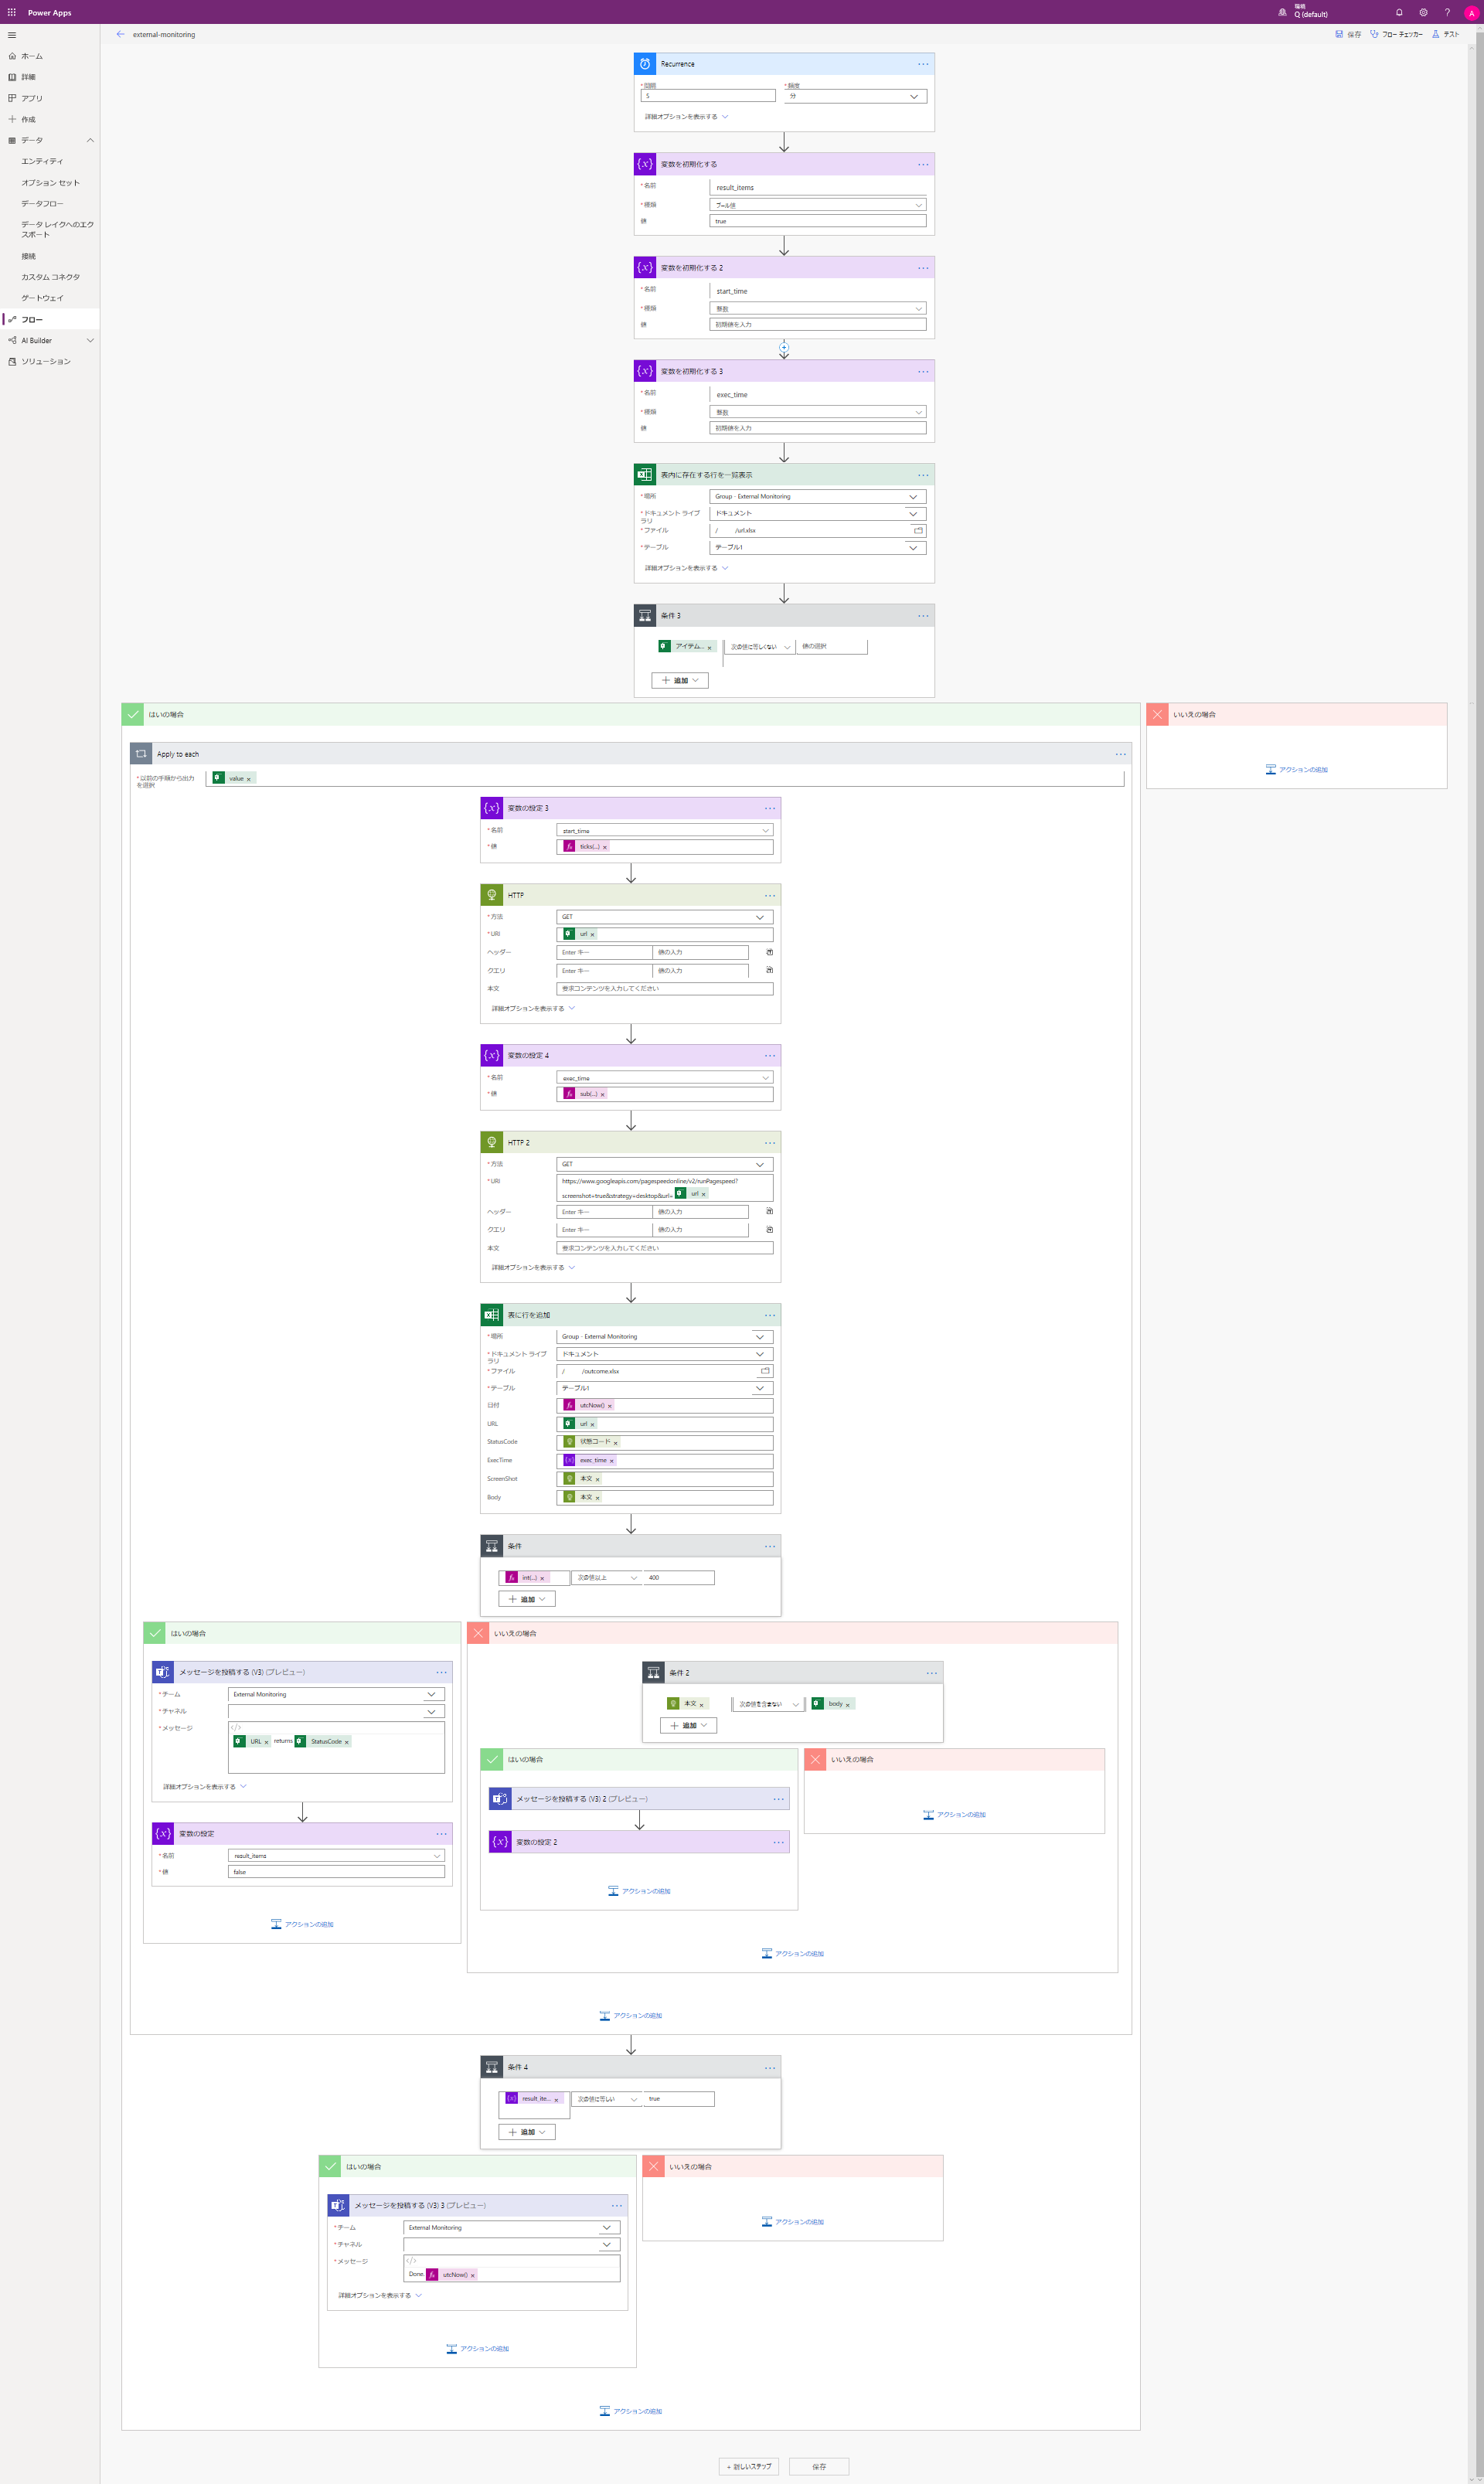 Power Apps
環境
Q (default)
A
external-monitoring
保存
フロー チェッカー
テスト
ホーム
詳細
アプリ
作成
データ
エンティティ
オプション セット
データフロー
データ レイクへのエク
スポート
接続
カスタム コネクタ
ゲートウェイ
フロー
AI Builder
ソリューション
Recurrence
*間隔
*頻度
5
分
詳細オプションを表示する
変数を初期化する
*名前
result_items
*種類
ブール値
値
true
変数を初期化する 2
*名前
start_time
*種類
整数
値
初期値を入力
変数を初期化する 3
*名前
exec_time
*種類
整数
値
初期値を入力
表内に存在する行を一覧表示
*場所
Group - External Monitoring
*ドキュメント ライブ
ラリ
ドキュメント
*ファイル
/ /url.xlsx
*テーブル
テーブル1
詳細オプションを表示する
条件 3
アイテム... ×
次の値に等しくない
値の選択
追加
はいの場合
いいえの場合
アクションの追加
Apply to each
*以前の手順から出力
を選択
value ×
変数の設定 3
*名前
start_time
*値
ticks(...) ×
HTTP
*方法
GET
*URI
url ×
ヘッダー
Enter キー
値の入力
クエリ
Enter キー
値の入力
本文
要求コンテンツを入力してください
詳細オプションを表示する
変数の設定 4
*名前
exec_time
*値
sub(...) ×
HTTP 2
*方法
GET
*URI
https://www.googleapis.com/pagespeedonline/v2/runPagespeed?
screenshot=true&strategy=desktop&url= url ×
ヘッダー
Enter キー
値の入力
クエリ
Enter キー
値の入力
本文
要求コンテンツを入力してください
詳細オプションを表示する
表に行を追加
*場所
Group - External Monitoring
*ドキュメント ライブ
ラリ
ドキュメント
*ファイル
/ /outcome.xlsx
*テーブル
テーブル1
日付
utcNow() ×
URL
url ×
StatusCode
状態コード ×
ExecTime
exec_time ×
ScreenShot
本文 ×
Body
本文 ×
条件
int(...) ×
次の値以上
400
追加
はいの場合
メッセージを投稿する (V3) (プレビュー)
*チーム
External Monitoring
*チャネル
*メッセージ
</>
URL × returns StatusCode ×
詳細オプションを表示する
変数の設定
*名前
result_items
*値
false
アクションの追加
いいえの場合
条件 2
本文 ×
次の値を含まない
body ×
追加
はいの場合
メッセージを投稿する (V3) 2 (プレビュー)
変数の設定 2
アクションの追加
いいえの場合
アクションの追加
アクションの追加
アクションの追加
条件 4
result_ite... ×
次の値に等しい
true
追加
はいの場合
メッセージを投稿する (V3) 3 (プレビュー)
*チーム
External Monitoring
*チャネル
*メッセージ
</>
Done. utcNow() ×
詳細オプションを表示する
アクションの追加
いいえの場合
アクションの追加
アクションの追加
+ 新しいステップ
保存